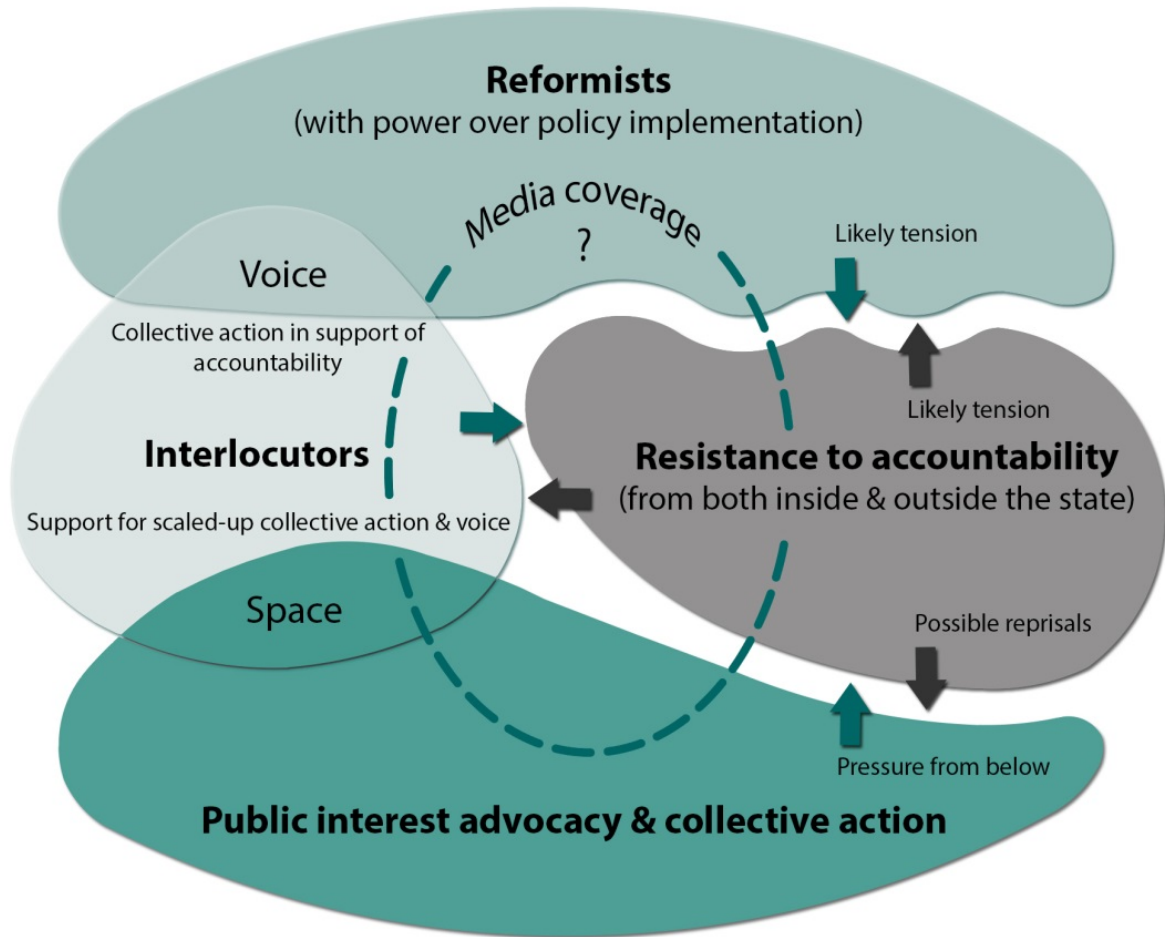 Reformists
(with power over policy implementation)
Media coverage
?
Likely tension
Voice
Collective action in support of
accountability
Likely tension
Interlocutors
Resistance to accountability
(from both inside & outside the state)
Support for scaled-up collective action & voice
Space
Possible reprisals
Pressure from below
Public interest advocacy & collective action